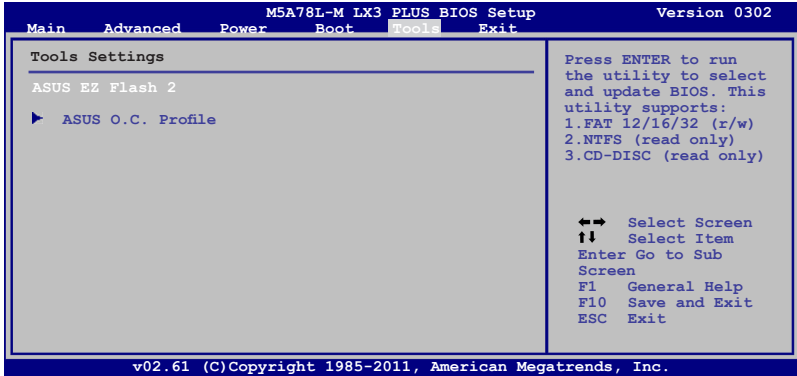 M5A78L-M LX3 PLUS BIOS Setup Version 0302
Main Advanced Power Boot Tools Exit
Tools Settings
ASUS EZ Flash 2
ASUS O.C. Profile
Press ENTER to run
the utility to select
and update BIOS. This
utility supports:
1.FAT 12/16/32 (r/w)
2.NTFS (read only)
3.CD-DISC (read only)
←→ Select Screen
↑↓ Select Item
Enter Go to Sub
Screen
F1 General Help
F10 Save and Exit
ESC Exit
v02.61 (C)Copyright 1985-2011, American Megatrends, Inc.